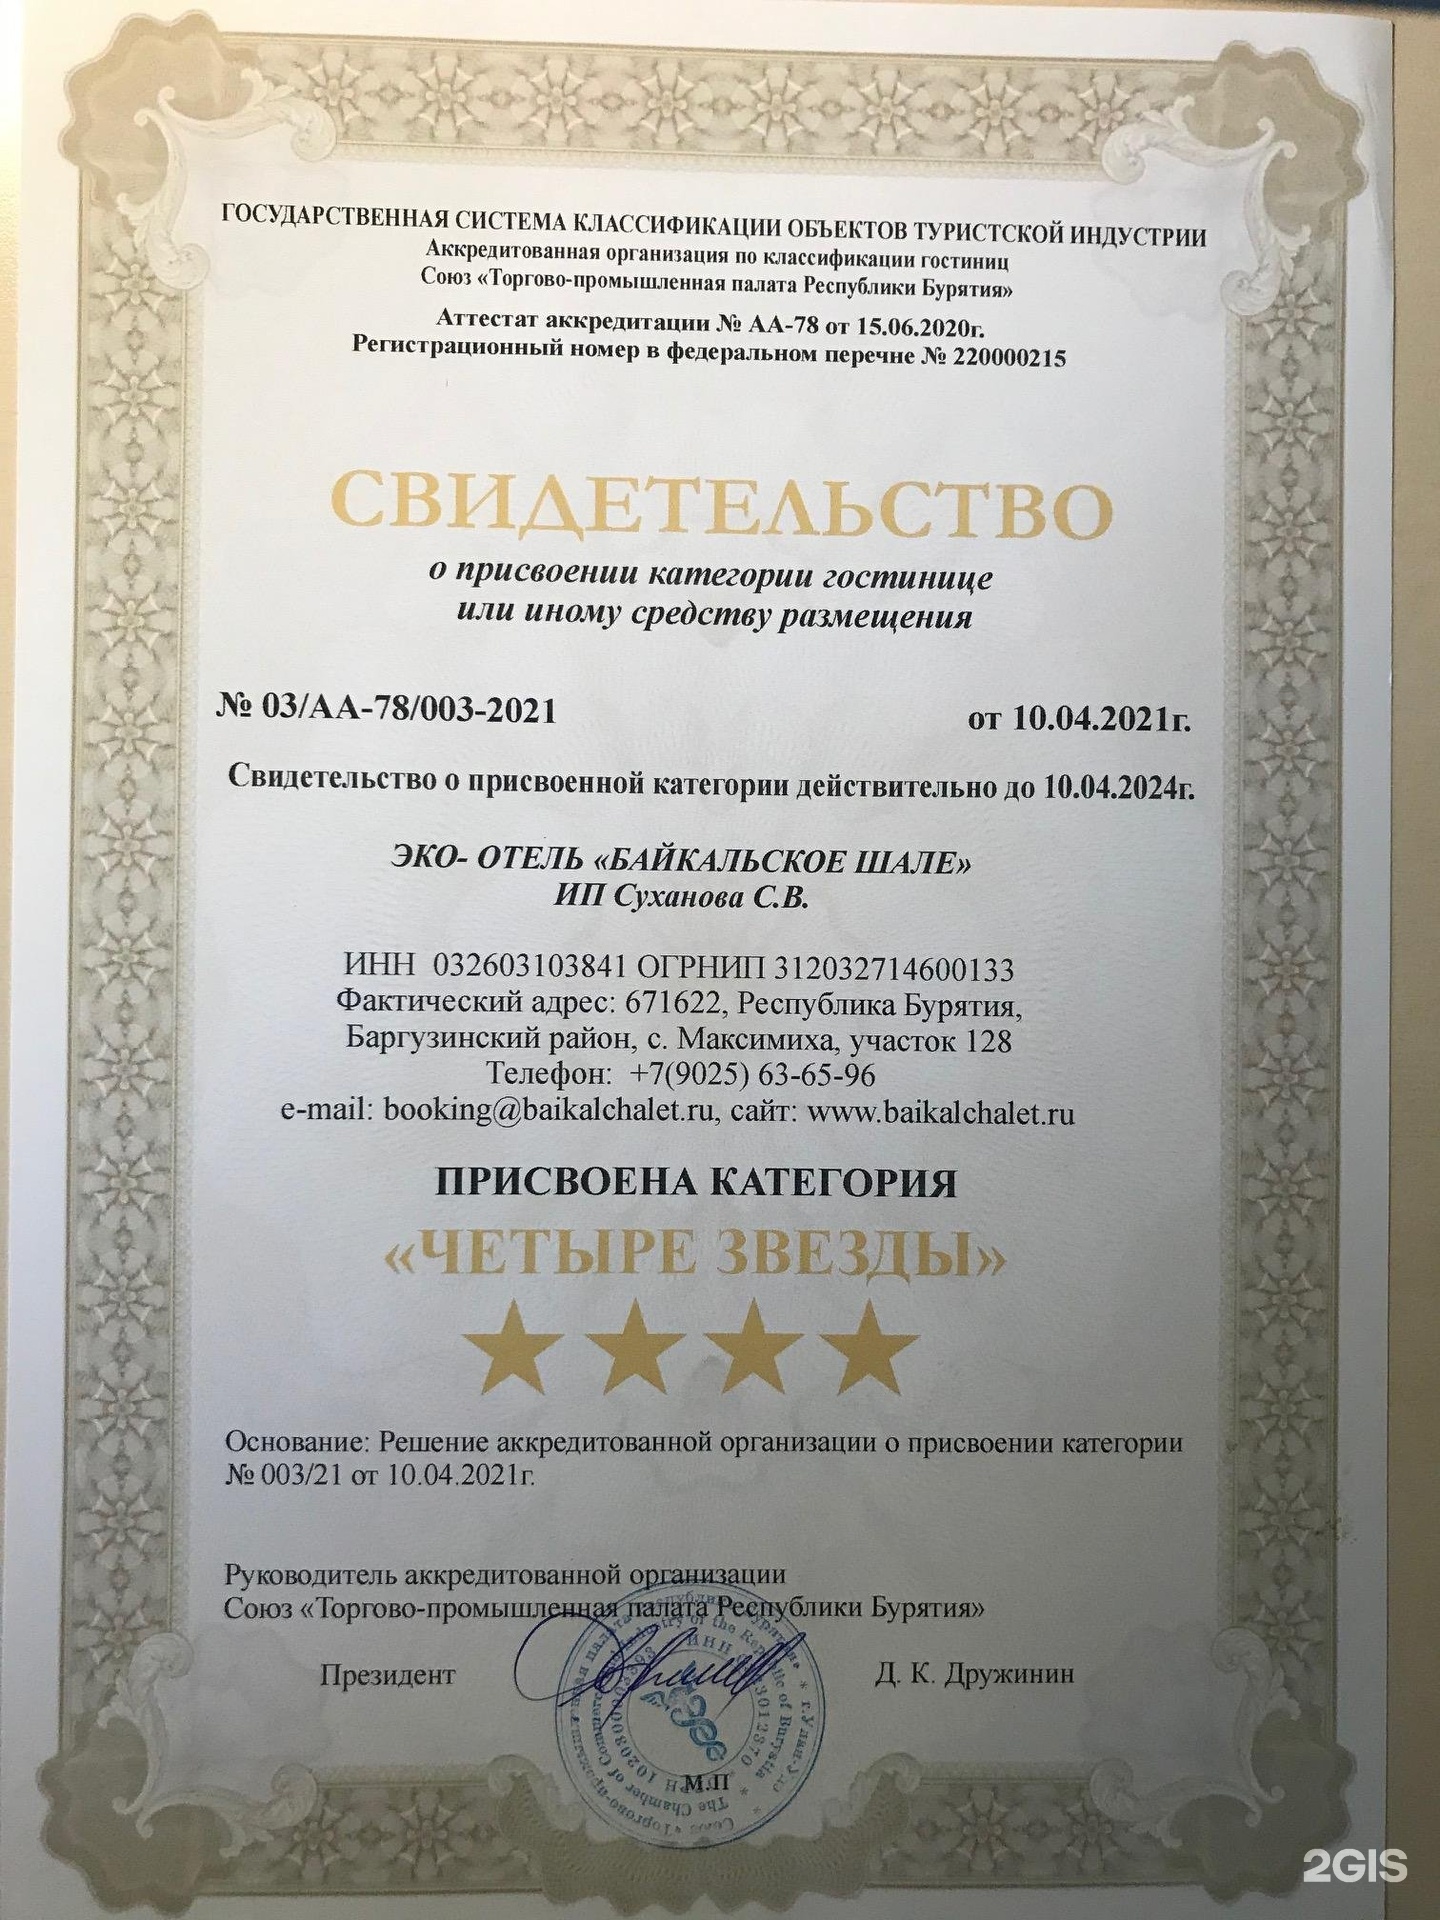 ГОСУДАРСТВЕННАЯ СИСТЕМА КЛАССИФИКАЦИИ ОБЪЕКТОВ ТУРИСТСКОЙ ИНДУСТРИИ
Аккредитованная организация по классификации гостиниц
Союз «Торгово-промышленная палата Республики Бурятия»
Аттестат аккредитации № АА-78 от 15.06.2020г.
Регистрационный номер в федеральном перечне № 220000215
СВИДЕТЕЛЬСТВО
о присвоении категории гостинице
или иному средству размещения
№ 03/АА-78/003-2021 от 10.04.2021г.
Свидетельство о присвоенной категории действительно до 10.04.2024г.
ЭКО- ОТЕЛЬ «БАЙКАЛЬСКОЕ ШАЛЕ»
ИП Суханова С.В.
ИНН 032603103841 ОГРНИП 312032714600133
Фактический адрес: 671622, Республика Бурятия,
Баргузинский район, с. Максимиха, участок 128
Телефон: +7(9025) 63-65-96
e-mail: booking@baikalchalet.ru, сайт: www.baikalchalet.ru
ПРИСВОЕНА КАТЕГОРИЯ
«ЧЕТЫРЕ ЗВЕЗДЫ»
Основание: Решение аккредитованной организации о присвоении категории
№ 003/21 от 10.04.2021г.
Руководитель аккредитованной организации
Союз «Торгово-промышленная палата Республики Бурятия»
Президент Д. К. Дружинин
М.П
2GIS